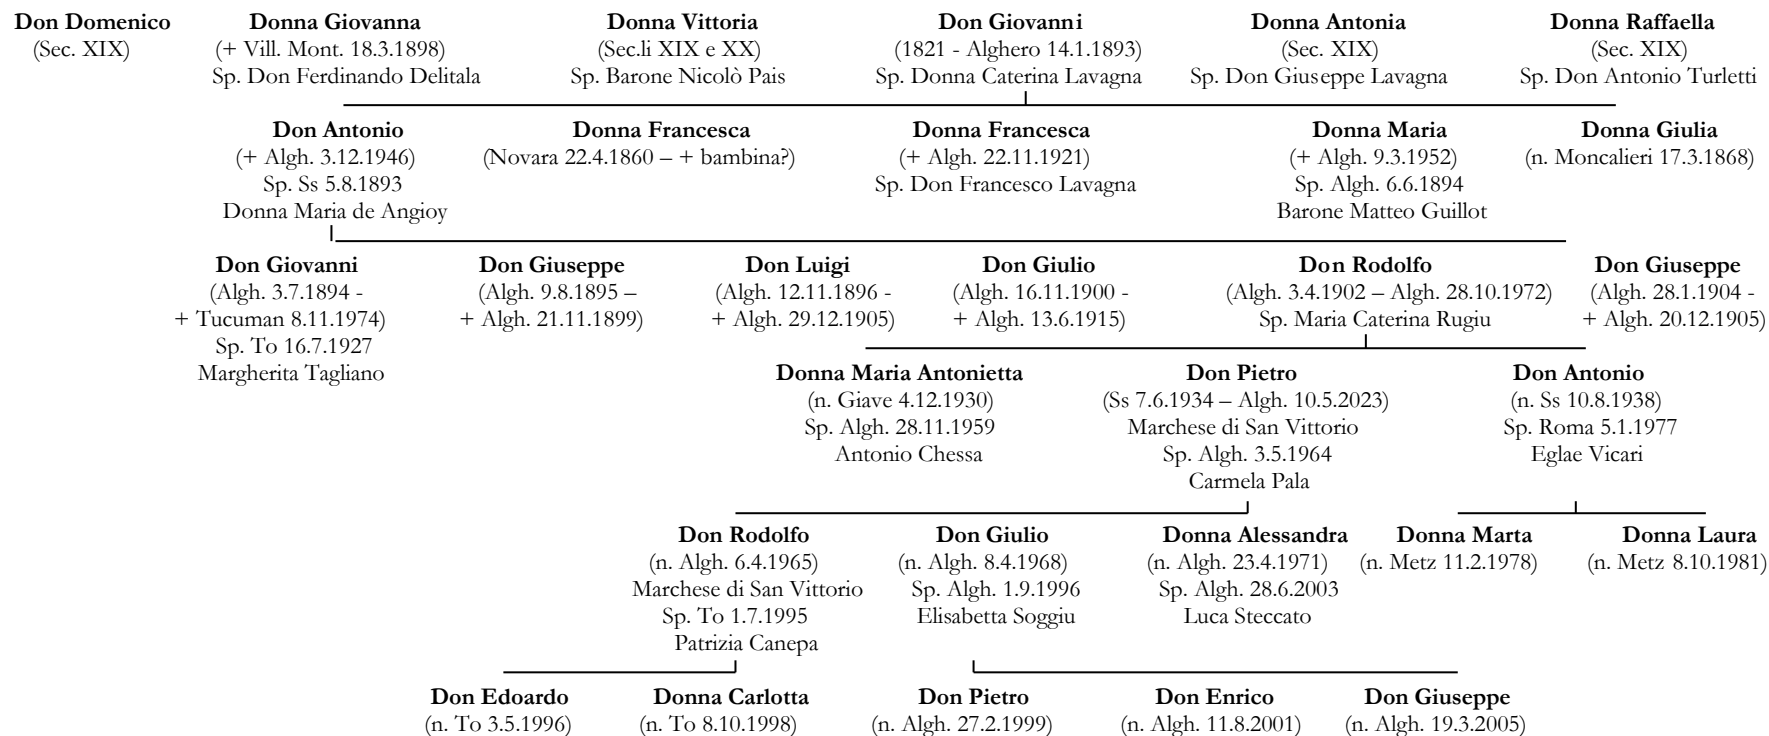 Don Domenico
(Sec. XIX)
Donna Giovanna
(+ Vill. Mont. 18.3.1898)
Sp. Don Ferdinando Delitala
Donna Vittoria
(Sec.li XIX e XX)
Sp. Barone Nicolò Pais
Don Giovanni
(1821 - Alghero 14.1.1893)
Sp. Donna Caterina Lavagna
Donna Antonia
(Sec. XIX)
Sp. Don Giuseppe Lavagna
Donna Raffaella
(Sec. XIX)
Sp. Don Antonio Turletti
Don Antonio
(+ Algh. 3.12.1946)
Sp. Ss 5.8.1893
Donna Maria de Angioy
Donna Francesca
(Novara 22.4.1860 – + bambina?)
Donna Francesca
(+ Algh. 22.11.1921)
Sp. Don Francesco Lavagna
Donna Maria
(+ Algh. 9.3.1952)
Sp. Algh. 6.6.1894
Barone Matteo Guillot
Donna Giulia
(n. Moncalieri 17.3.1868)
Don Giovanni
(Algh. 3.7.1894 -
+ Tucuman 8.11.1974)
Sp. To 16.7.1927
Margherita Tagliano
Don Giuseppe
(Algh. 9.8.1895 –
+ Algh. 21.11.1899)
Don Luigi
(Algh. 12.11.1896 -
+ Algh. 29.12.1905)
Don Giulio
(Algh. 16.11.1900 -
+ Algh. 13.6.1915)
Don Rodolfo
(Algh. 3.4.1902 – Algh. 28.10.1972)
Sp. Maria Caterina Rugiu
Don Giuseppe
(Algh. 28.1.1904 -
+ Algh. 20.12.1905)
Donna Maria Antonietta
(n. Giave 4.12.1930)
Sp. Algh. 28.11.1959
Antonio Chessa
Don Pietro
(Ss 7.6.1934 – Algh. 10.5.2023)
Marchese di San Vittorio
Sp. Algh. 3.5.1964
Carmela Pala
Don Antonio
(n. Ss 10.8.1938)
Sp. Roma 5.1.1977
Eglae Vicari
Don Rodolfo
(n. Algh. 6.4.1965)
Marchese di San Vittorio
Sp. To 1.7.1995
Patrizia Canepa
Don Giulio
(n. Algh. 8.4.1968)
Sp. Algh. 1.9.1996
Elisabetta Soggiu
Donna Alessandra
(n. Algh. 23.4.1971)
Sp. Algh. 28.6.2003
Luca Steccato
Donna Marta
(n. Metz 11.2.1978)
Donna Laura
(n. Metz 8.10.1981)
Don Edoardo
(n. To 3.5.1996)
Donna Carlotta
(n. To 8.10.1998)
Don Pietro
(n. Algh. 27.2.1999)
Don Enrico
(n. Algh. 11.8.2001)
Don Giuseppe
(n. Algh. 19.3.2005)